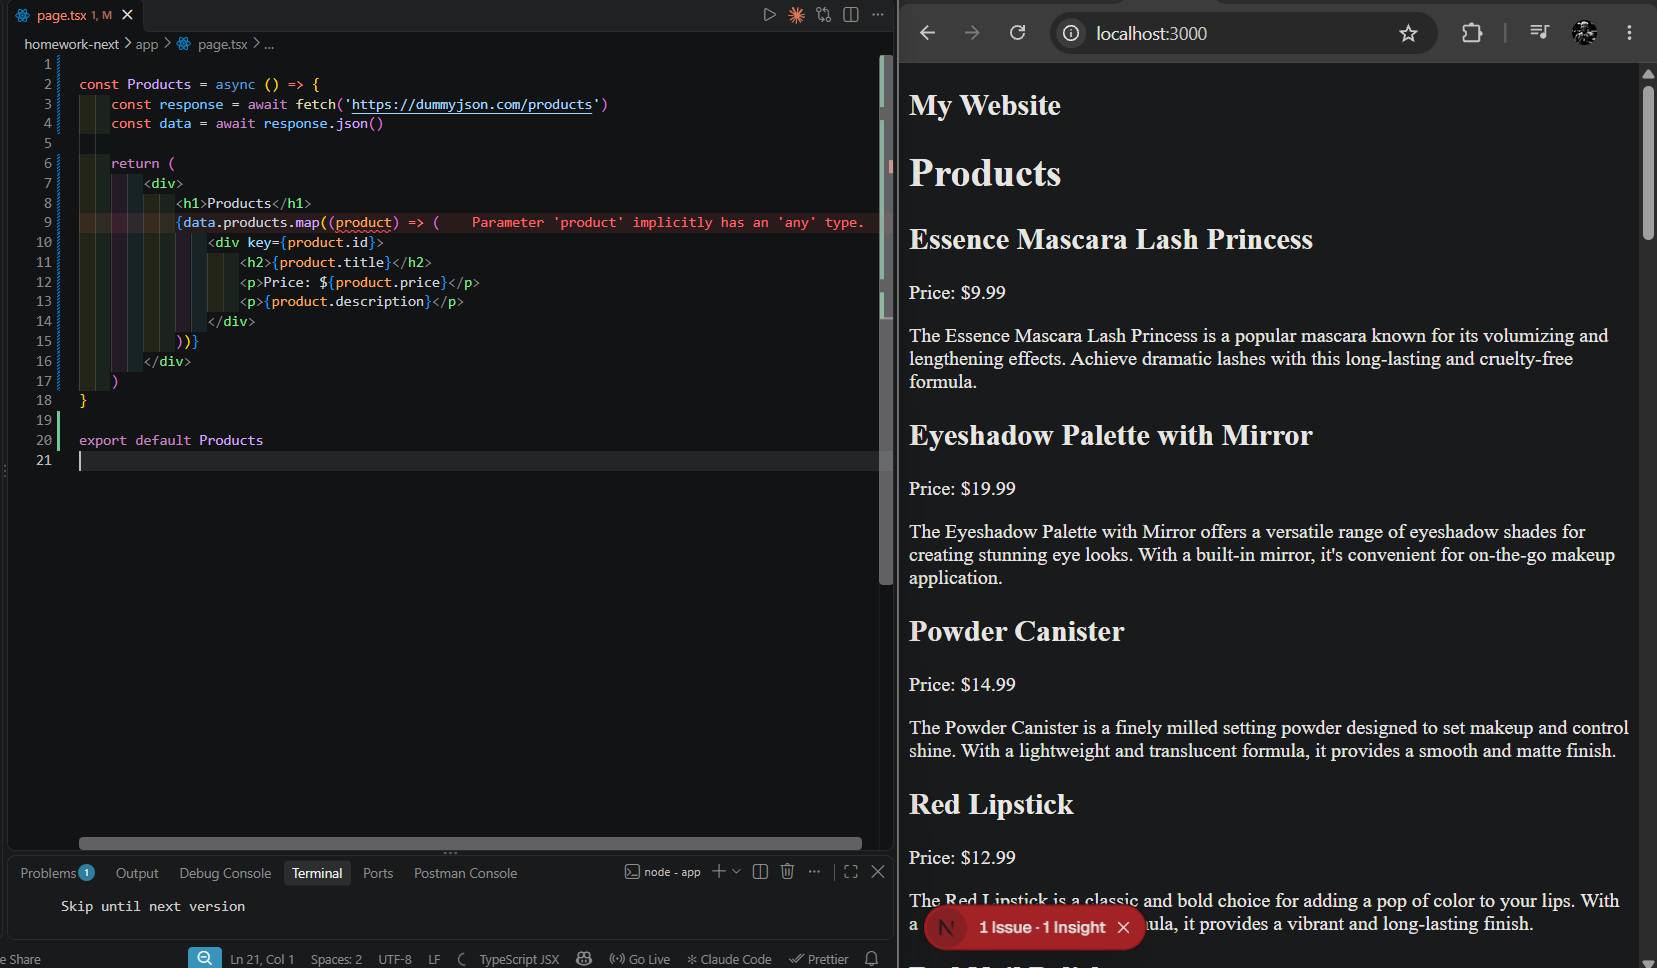 page.tsx 1, M
homework-next > app > page.tsx > ...
1
2 const Products = async () => {
3 const response = await fetch('https://dummyjson.com/products')
4 const data = await response.json()
5
6 return (
7 <div>
8 <h1>Products</h1>
9 {data.products.map((product) => ( Parameter 'product' implicitly has an 'any' type.
10 <div key={product.id}>
11 <h2>{product.title}</h2>
12 <p>Price: ${product.price}</p>
13 <p>{product.description}</p>
14 </div>
15 ))}
16 </div>
17 )
18 }
19
20 export default Products
21
Problems 1 Output Debug Console Terminal Ports Postman Console node - app
Skip until next version
e Share Ln 21, Col 1 Spaces: 2 UTF-8 LF TypeScript JSX Go Live Claude Code Prettier
localhost:3000
My Website
Products
Essence Mascara Lash Princess
Price: $9.99
The Essence Mascara Lash Princess is a popular mascara known for its volumizing and
lengthening effects. Achieve dramatic lashes with this long-lasting and cruelty-free
formula.
Eyeshadow Palette with Mirror
Price: $19.99
The Eyeshadow Palette with Mirror offers a versatile range of eyeshadow shades for
creating stunning eye looks. With a built-in mirror, it's convenient for on-the-go makeup
application.
Powder Canister
Price: $14.99
The Powder Canister is a finely milled setting powder designed to set makeup and control
shine. With a lightweight and translucent formula, it provides a smooth and matte finish.
Red Lipstick
Price: $12.99
The Red Lipstick is a classic and bold choice for adding a pop of color to your lips. With
a mula, it provides a vibrant and long-lasting finish.
N 1 Issue · 1 Insight